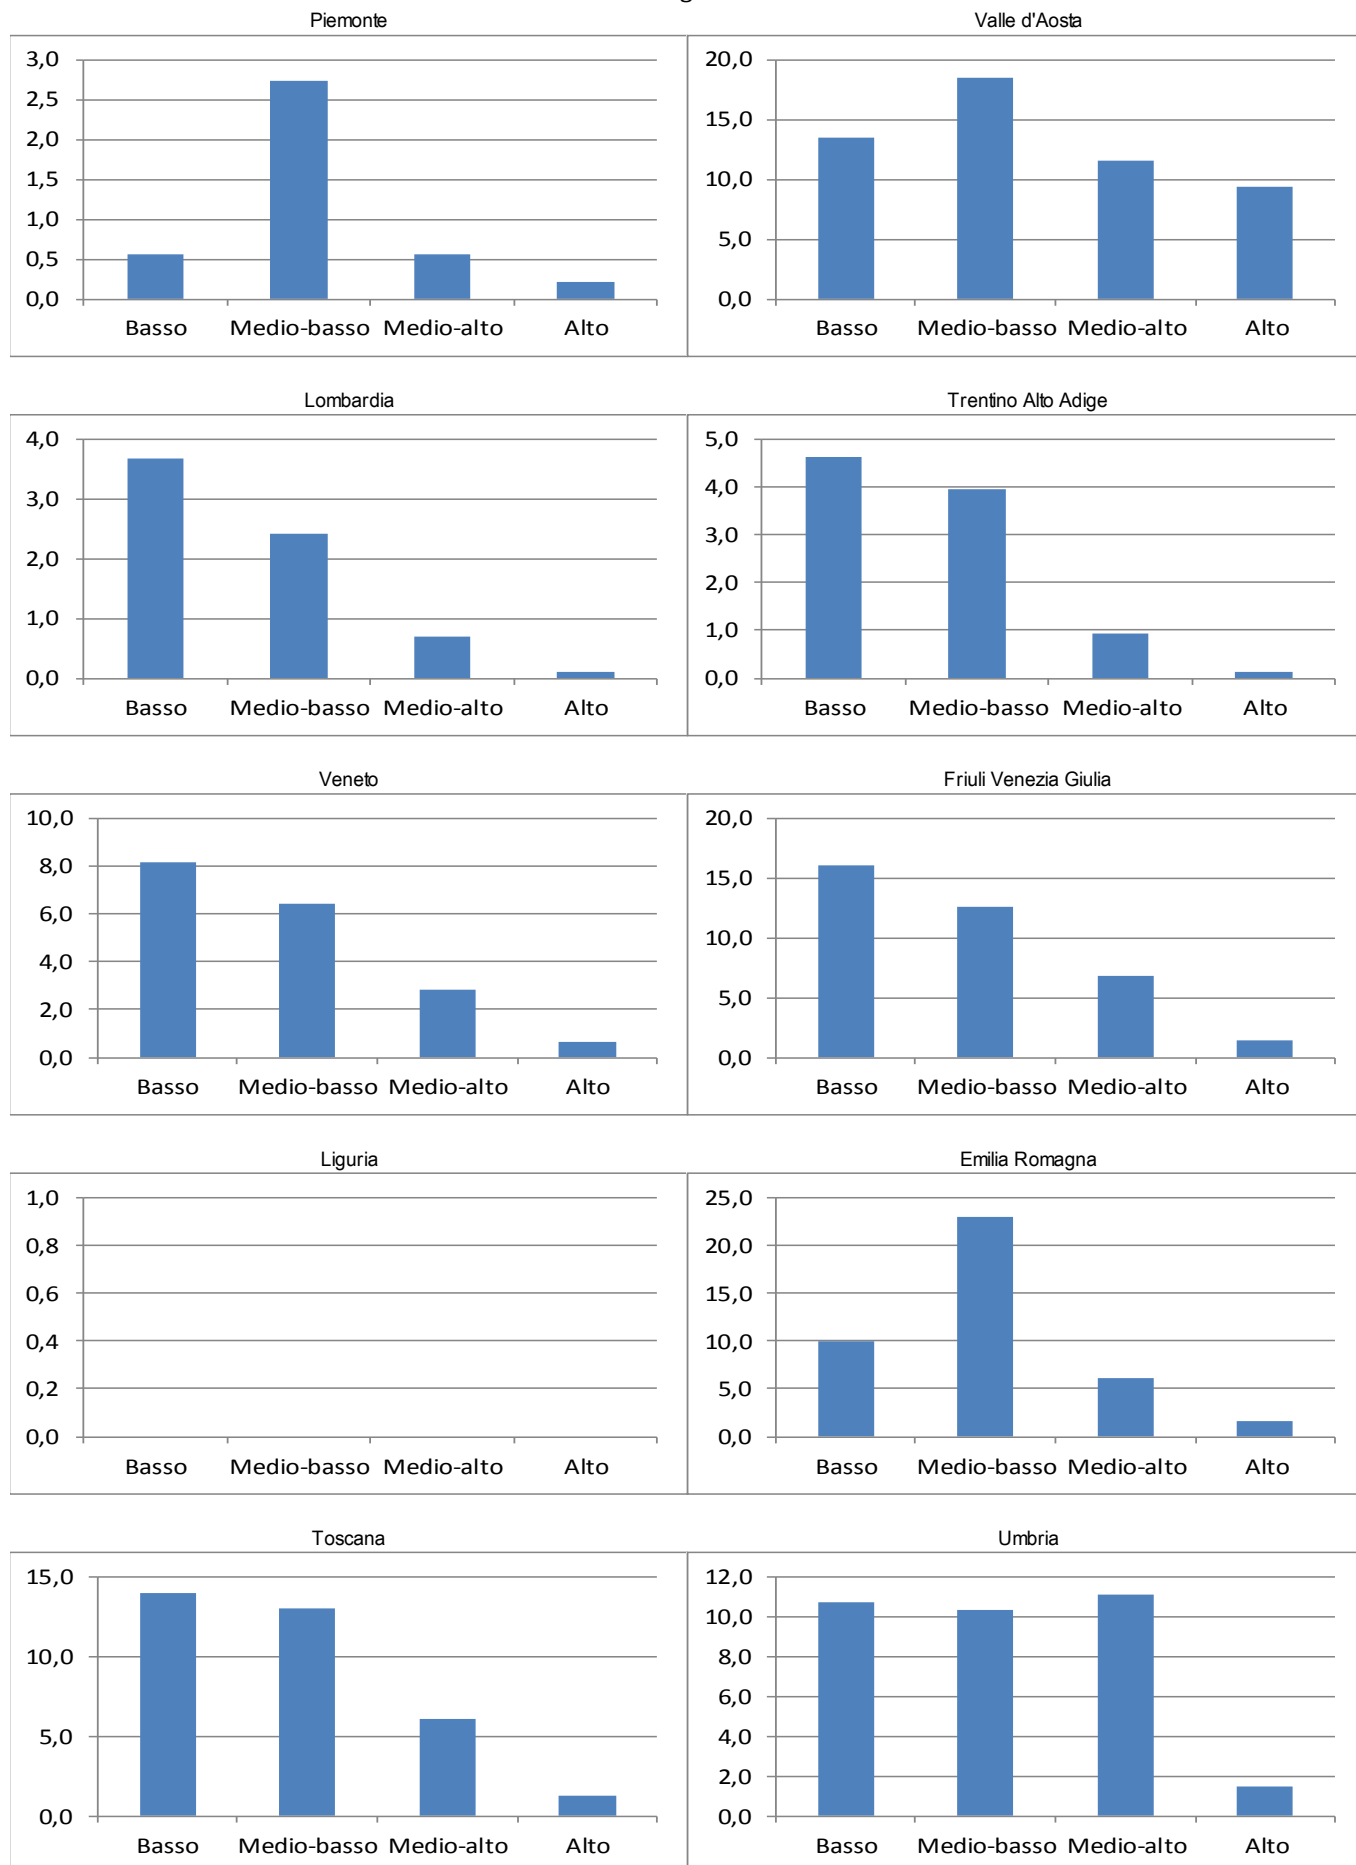 Piemonte
3,0
2,5
2,0
1,5
1,0
0,5
0,0
Basso Medio-basso Medio-alto Alto
Valle d'Aosta
20,0
15,0
10,0
5,0
0,0
Basso Medio-basso Medio-alto Alto
Lombardia
4,0
3,0
2,0
1,0
0,0
Basso Medio-basso Medio-alto Alto
Trentino Alto Adige
5,0
4,0
3,0
2,0
1,0
0,0
Basso Medio-basso Medio-alto Alto
Veneto
10,0
8,0
6,0
4,0
2,0
0,0
Basso Medio-basso Medio-alto Alto
Friuli Venezia Giulia
20,0
15,0
10,0
5,0
0,0
Basso Medio-basso Medio-alto Alto
Liguria
1,0
0,8
0,6
0,4
0,2
0,0
Basso Medio-basso Medio-alto Alto
Emilia Romagna
25,0
20,0
15,0
10,0
5,0
0,0
Basso Medio-basso Medio-alto Alto
Toscana
15,0
10,0
5,0
0,0
Basso Medio-basso Medio-alto Alto
Umbria
12,0
10,0
8,0
6,0
4,0
2,0
0,0
Basso Medio-basso Medio-alto Alto